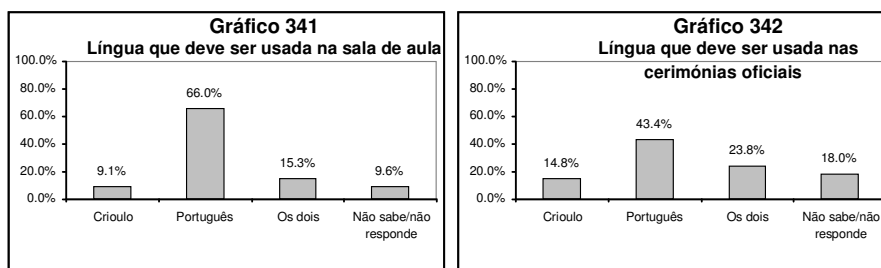 Gráfico 341
Língua que deve ser usada na sala de aula
100.0%
80.0%
60.0%
40.0%
20.0%
0.0%
9.1%
66.0%
15.3%
9.6%
Crioulo
Português
Os dois
Não sabe/não
responde
Gráfico 342
Língua que deve ser usada nas
cerimónias oficiais
100.0%
80.0%
60.0%
40.0%
20.0%
0.0%
14.8%
43.4%
23.8%
18.0%
Crioulo
Português
Os dois
Não sabe/não
responde